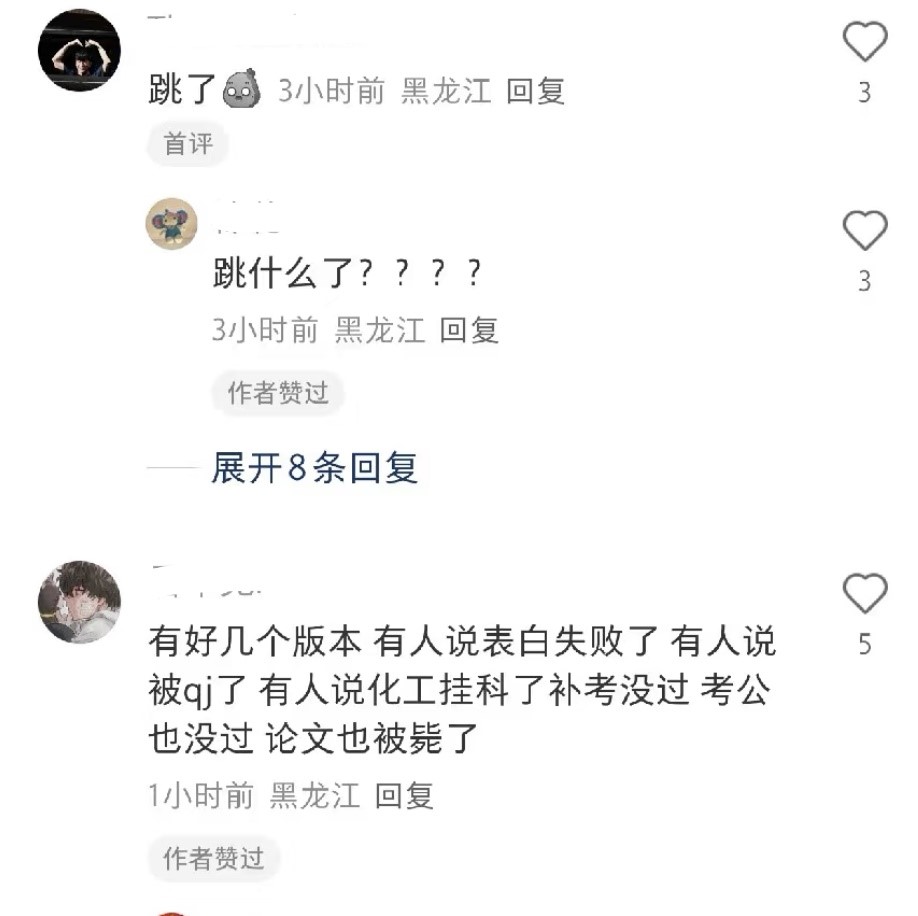 跳了 3小时前 黑龙江 回复
3
首评
跳什么了？？？？
3
3小时前 黑龙江 回复
作者赞过
展开8条回复
有好几个版本 有人说表白失败了 有人说
5
被qj了 有人说化工挂科了补考没过 考公
也没过 论文也被毙了
1小时前 黑龙江 回复
作者赞过